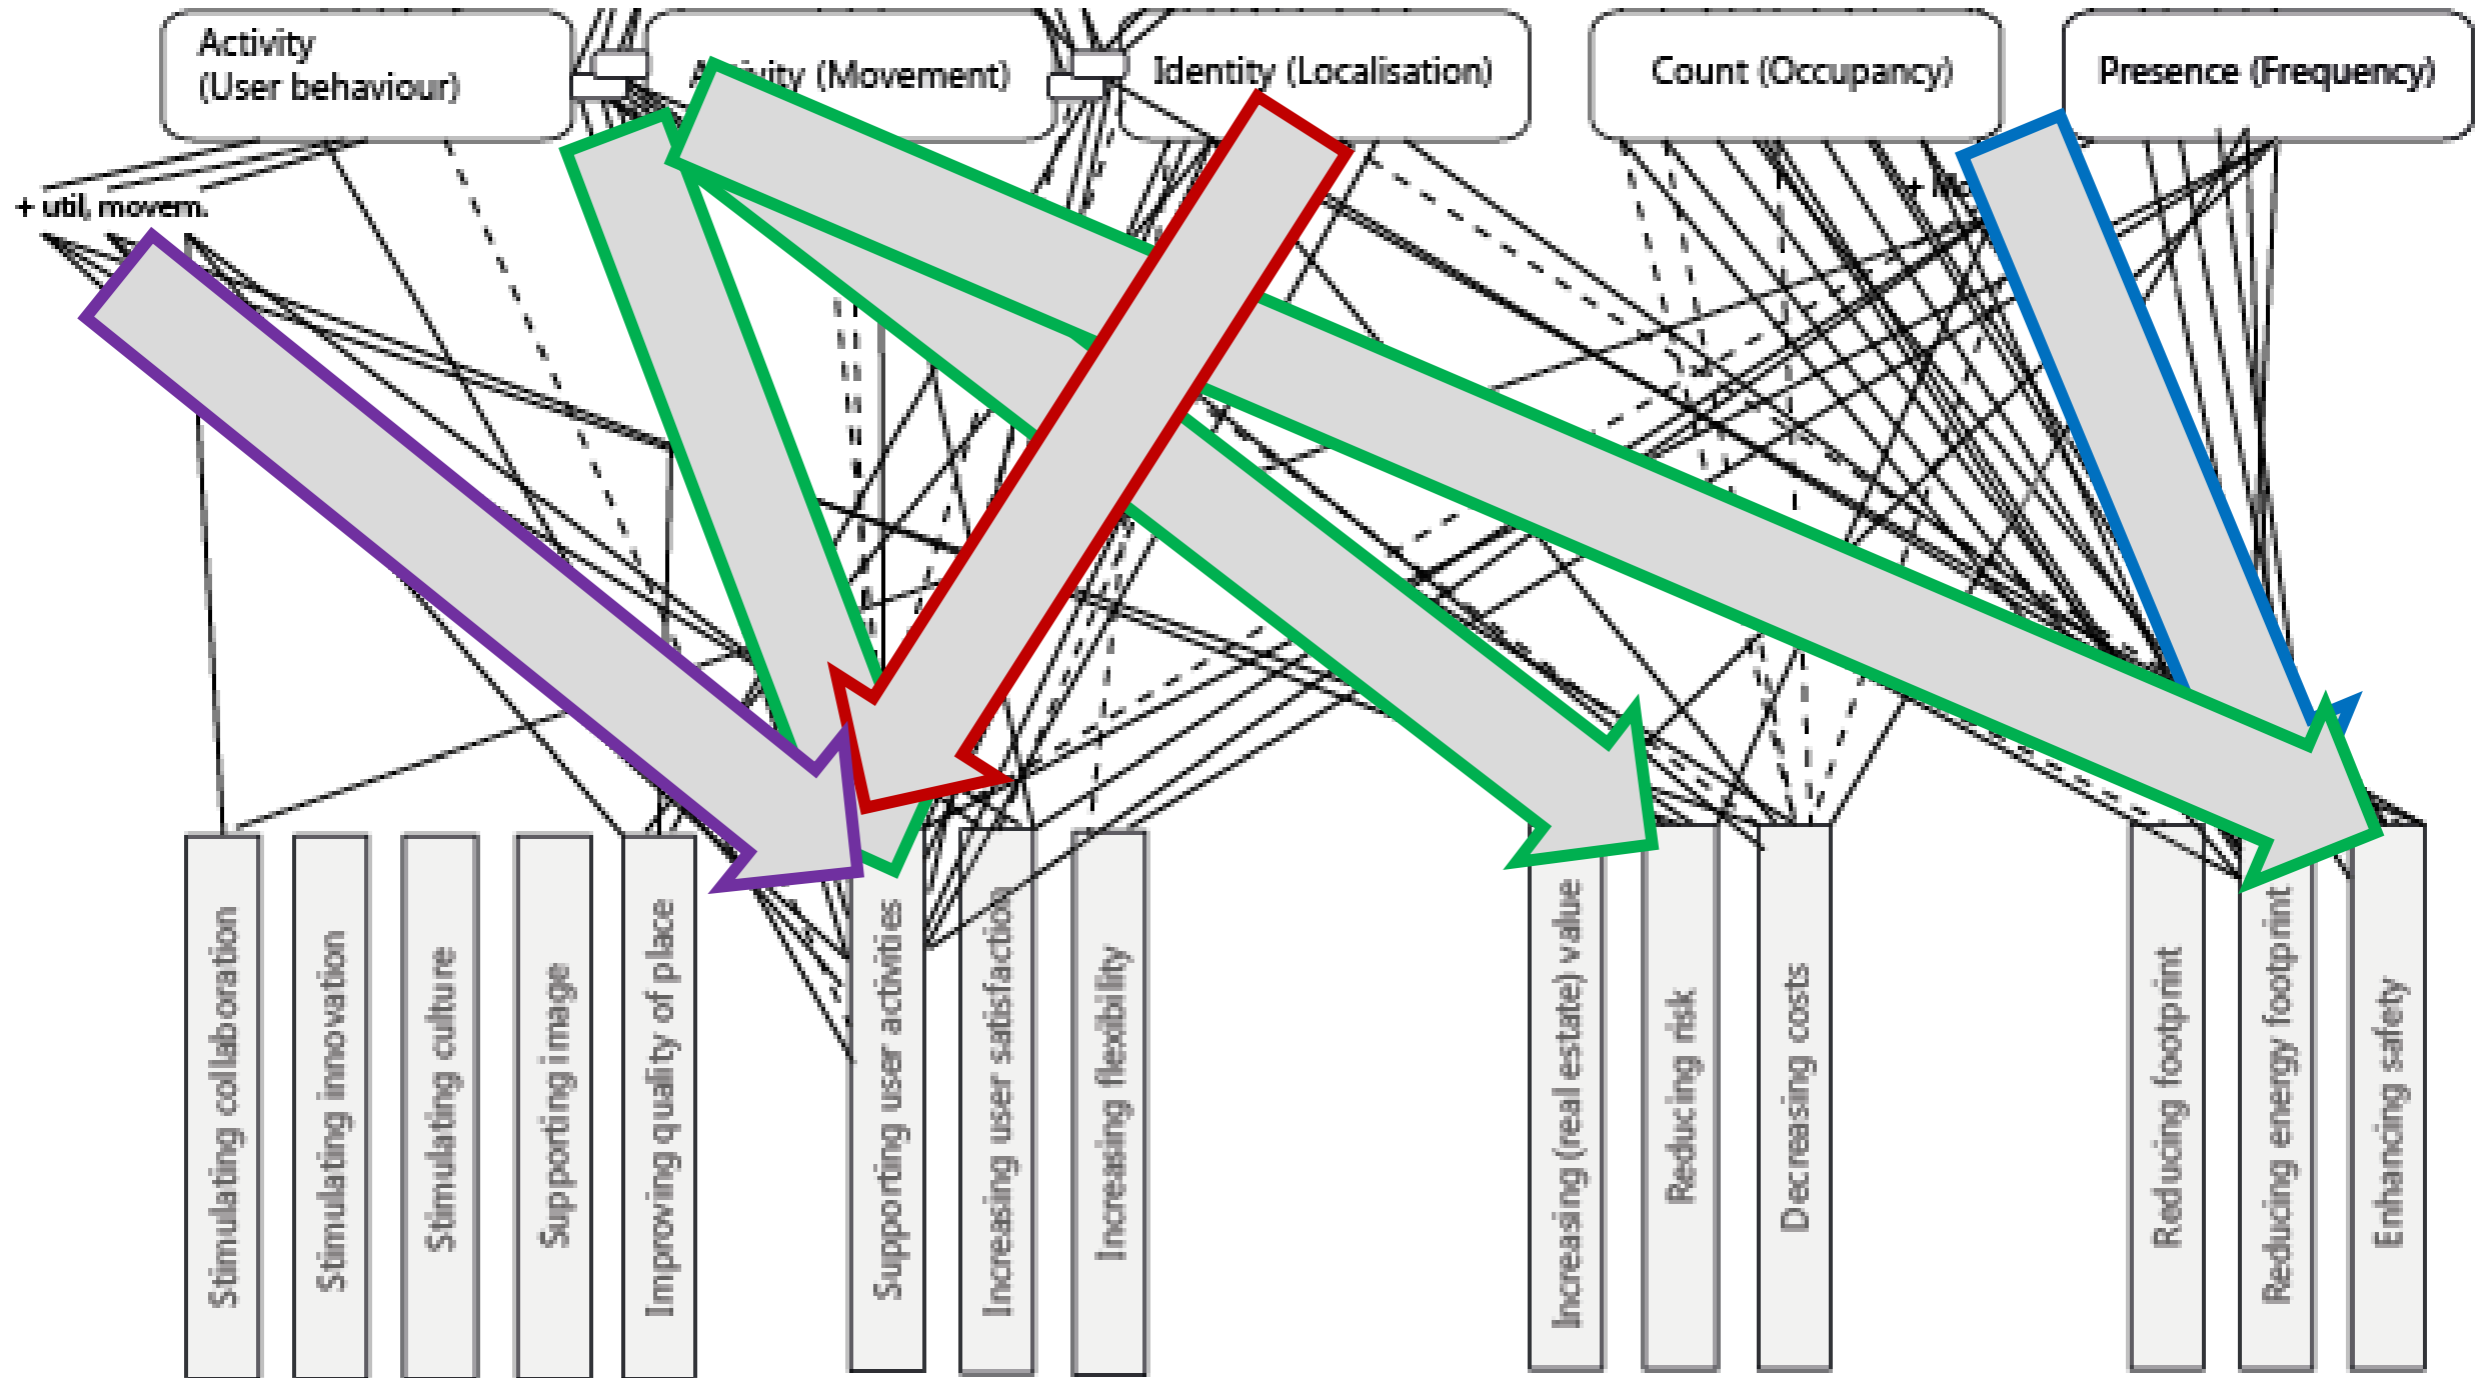 Activity
(User behaviour)
(Movement)
Identity (Localisation)
Count (Occupancy)
Presence (Frequency)
+ util, movem.
Stimulating collaboration
Stimulating innovation
Stimulating culture
Supporting image
Improving quality of place
Supporting user activities
Increasing user satisfaction
Increasing flexibility
Increasing (real estate) value
Reducing risk
Decreasing costs
Reducing footprint
Reducing energy footprint
Enhancing safety